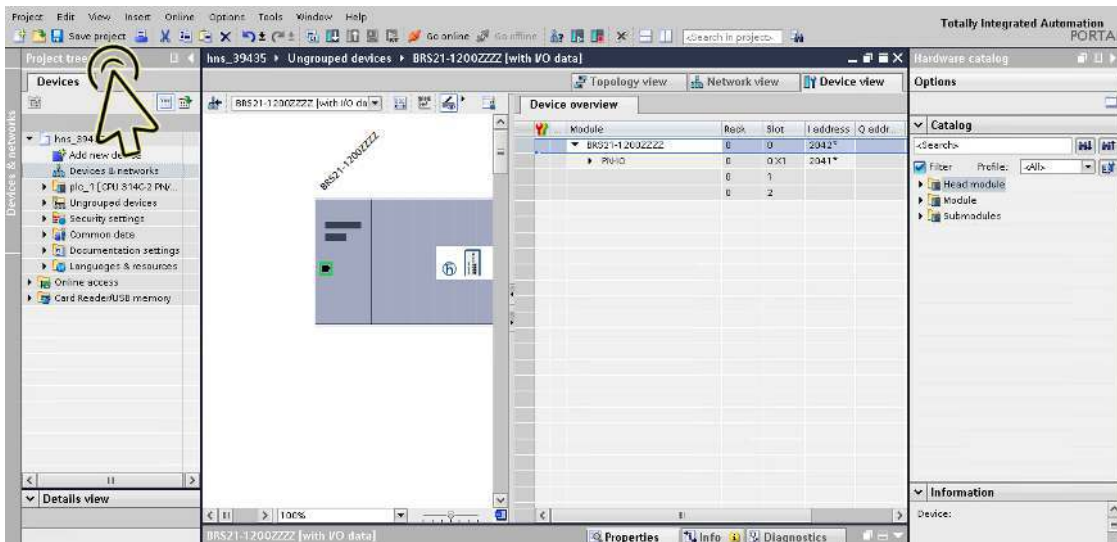 Project Edit View Insert Online Options Tools Window Help
Totally Integrated Automation
PORTA
Save project
Go online
Go offline
<Search in project>
Project tree
hns_39435 ▸ Ungrouped devices ▸ BRS21-1200ZZZZ [with I/O data]
Hardware catalog
Devices
Topology view
Network view
Device view
Options
BRS21-1200ZZZZ [with I/O da
Device overview
Devices & networks
Module Rack Slot I address Q addr...
BRS21-1200ZZZZ 0 0 2042*
PN-IO 0 0 X1 2041*
0 1
0 2
Add new de
Devices & networks
plc_1 [CPU 314C-2 PN/...
Ungrouped devices
Security settings
Common data
Documentation settings
Languages & resources
Online access
Card Reader/USB memory
BRS21-1200ZZZZ
Catalog
<Search>
Filter Profile: <All>
Head module
Module
Submodules
Details view
100%
Information
Device:
BRS21-1200ZZZZ [with I/O data]
Properties
Info
Diagnostics